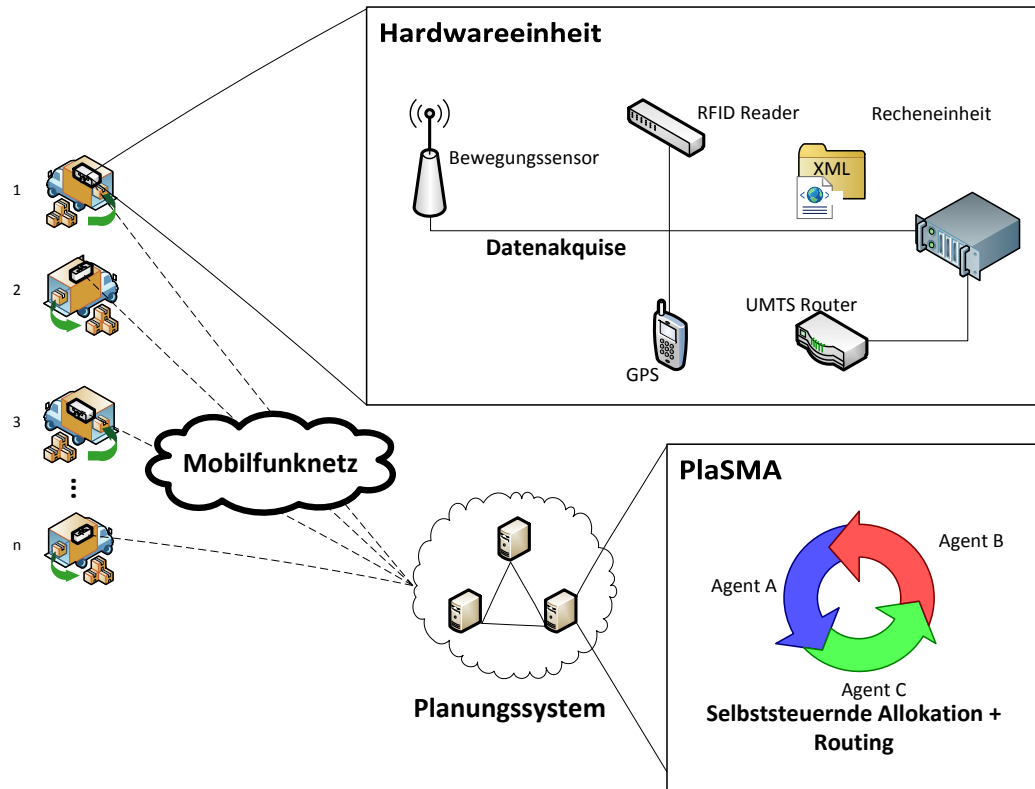 Hardwareeinheit
RFID Reader
Recheneinheit
Bewegungssensor
XML
Datenakquise
UMTS Router
GPS
1
2
3
n
Mobilfunknetz
Planungssystem
PlaSMA
Agent B
Agent A
Agent C
Selbststeuernde Allokation +
Routing